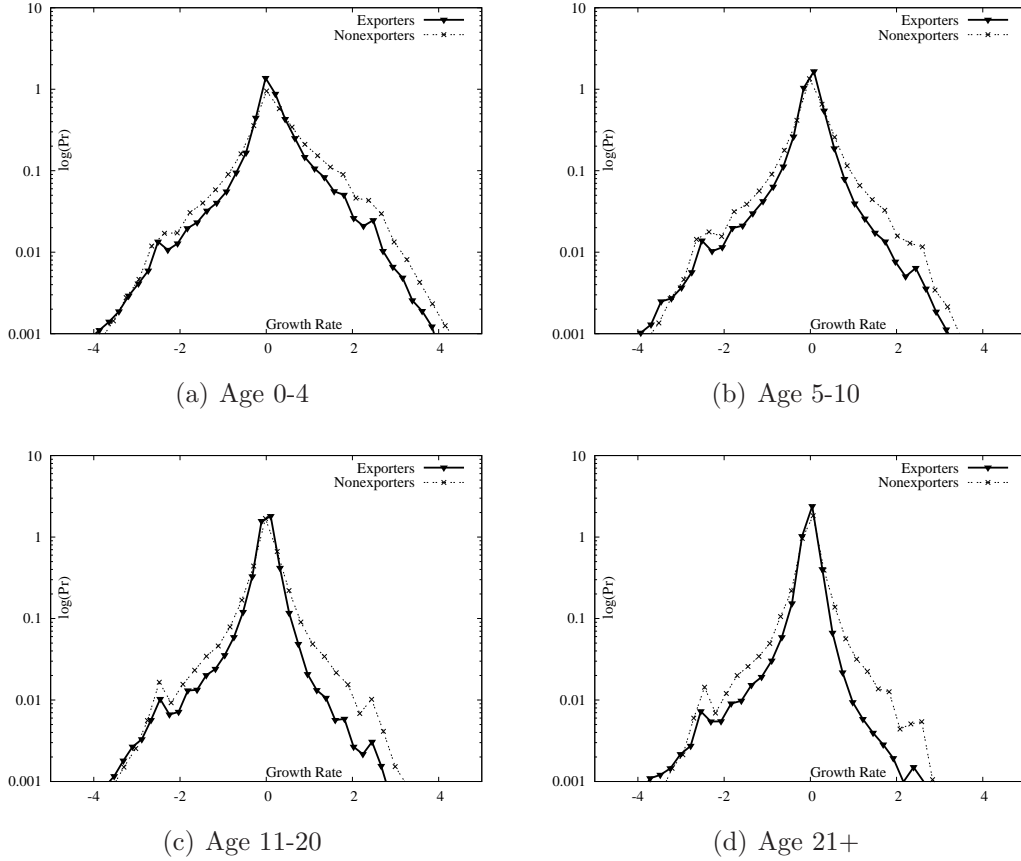 10
1
0.1
0.01
0.001
log(Pr)
Exporters
Nonexporters
Growth Rate
-4
-2
0
2
4
(a) Age 0-4
10
1
0.1
0.01
0.001
log(Pr)
Exporters
Nonexporters
Growth Rate
-4
-2
0
2
4
(b) Age 5-10
10
1
0.1
0.01
0.001
log(Pr)
Exporters
Nonexporters
Growth Rate
-4
-2
0
2
4
(c) Age 11-20
10
1
0.1
0.01
0.001
log(Pr)
Exporters
Nonexporters
Growth Rate
-4
-2
0
2
4
(d) Age 21+